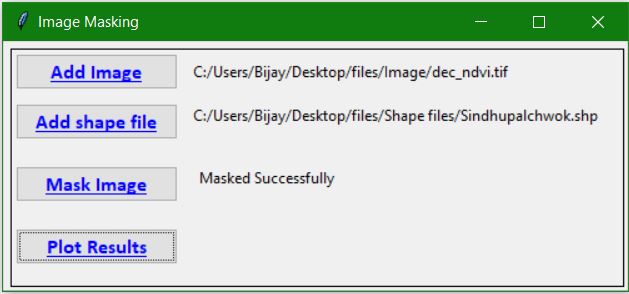 Image Masking
Add Image C:/Users/Bijay/Desktop/files/Image/dec_ndvi.tif
Add shape file C:/Users/Bijay/Desktop/files/Shape files/Sindhupalchwok.shp
Mask Image Masked Successfully
Plot Results